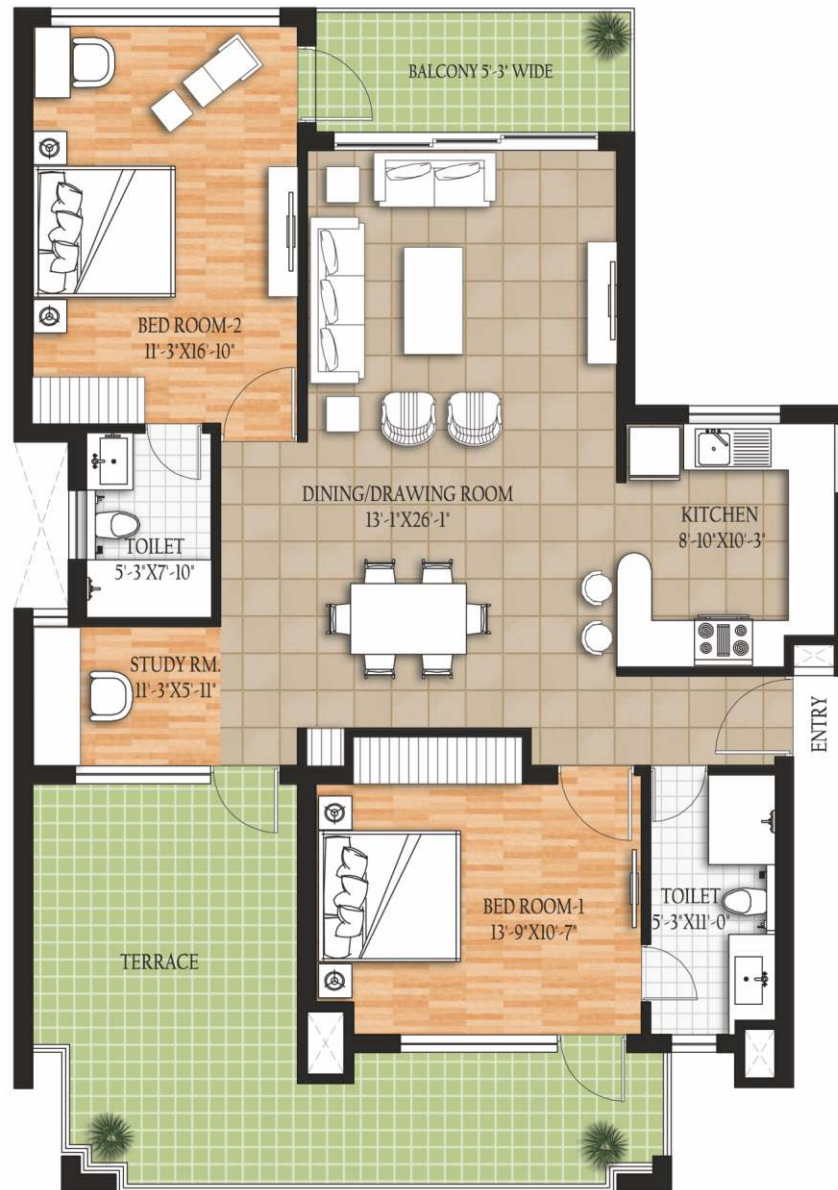 BALCONY 5'-3" WIDE
BED ROOM-2
11'-3"X16'-10"
DINING/DRAWING ROOM
13'-1"X26'-1"
KITCHEN
8'-10"X10'-3"
TOILET
5'-3"X7'-10"
STUDY RM.
11'-3"X5'-11"
ENTRY
BED ROOM-1
13'-9"X10'-7"
TOILET
5'-3"X11'-0"
TERRACE